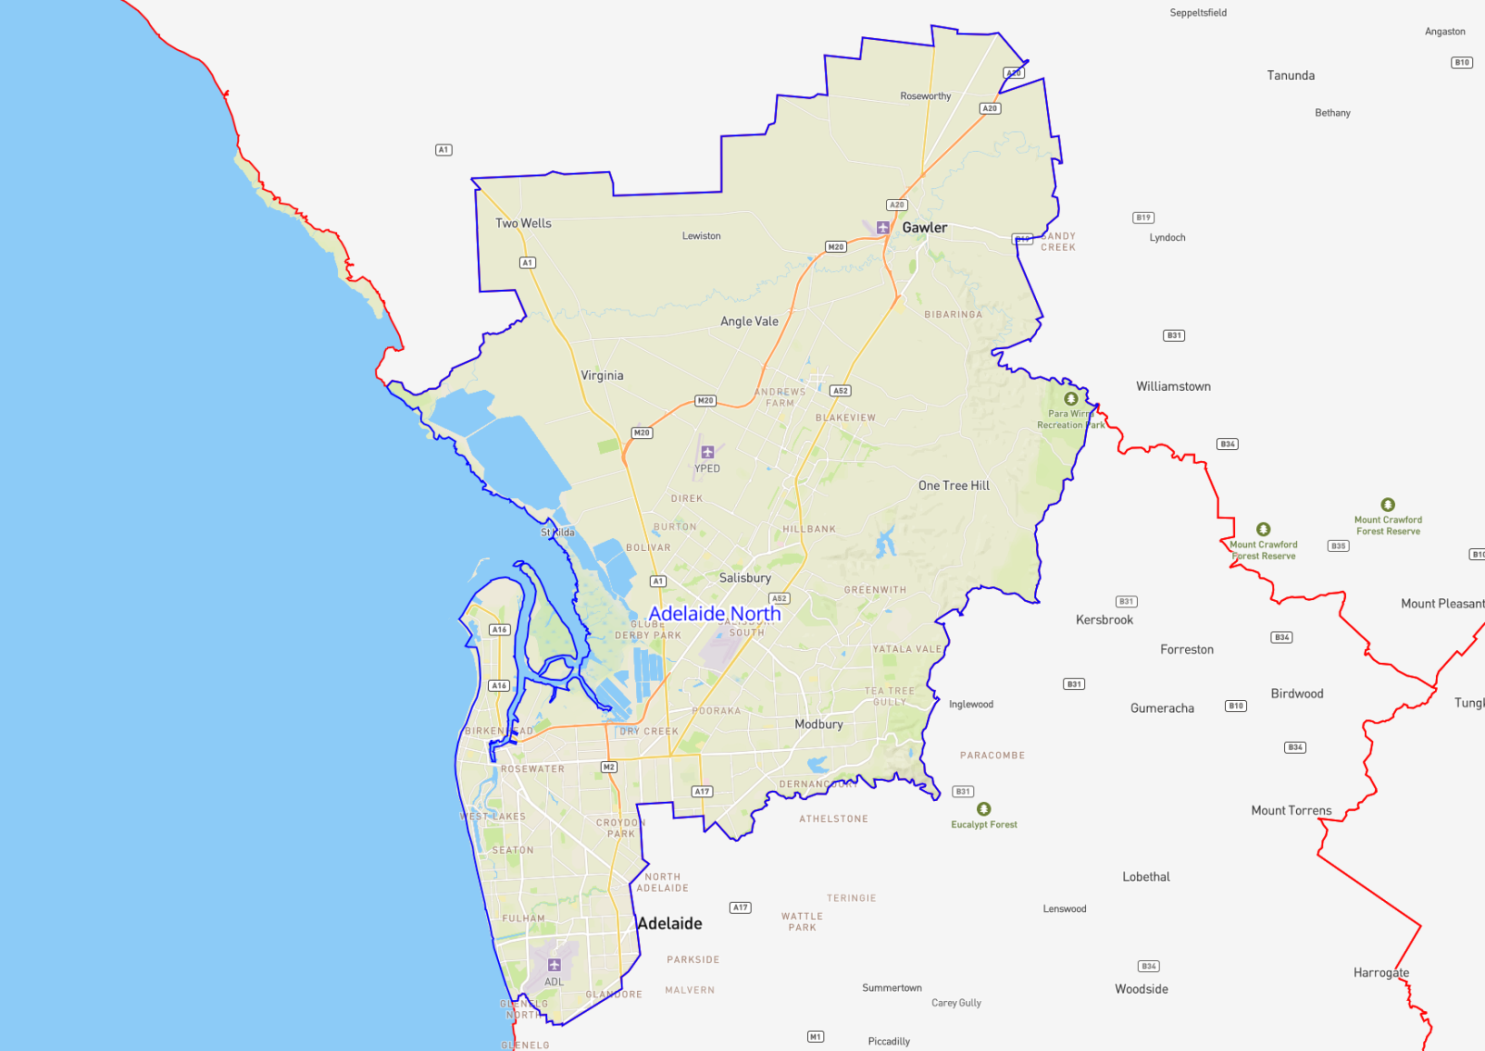 Seppeltsfield
Angaston
B10
Tanunda
A20
Roseworthy
A20
Bethany
A1
A20
B19
Two Wells
Gawler
Lewiston
M20
B19
SANDY
CREEK
Lyndoch
A1
BIBARINGA
Angle Vale
B31
Virginia
Williamstown
ANDREWS
FARM
A52
M20
Para Wirra
Recreation Park
BLAKEVIEW
M20
B34
YPED
One Tree Hill
DIREK
Mount Crawford
Forest Reserve
BURTON
HILLBANK
St Kilda
BOLIVAR
Mount Crawford
Forest Reserve
B35
B10
A1
Salisbury
GREENWITH
A52
B31
Mount Pleasant
Adelaide North
Kersbrook
A16
GLOBE
DERBY PARK
SALISBURY
SOUTH
B34
YATALA VALE
Forreston
A16
B31
TEA TREE
GULLY
Birdwood
Inglewood
Gumeracha
B10
POORAKA
Modbury
BIRKENHEAD
DRY CREEK
B34
PARACOMBE
ROSEWATER
M2
DERNANCOURT
A17
B31
WEST LAKES
ATHELSTONE
Eucalypt Forest
Mount Torrens
CROYDON
PARK
SEATON
NORTH
ADELAIDE
Lobethal
TERINGIE
A17
WATTLE
PARK
Lenswood
FULHAM
Adelaide
PARKSIDE
B34
Harrogate
ADL
MALVERN
Summertown
Woodside
GLANDORE
Carey Gully
GLENELG
NORTH
M1
Piccadilly
GLENELG